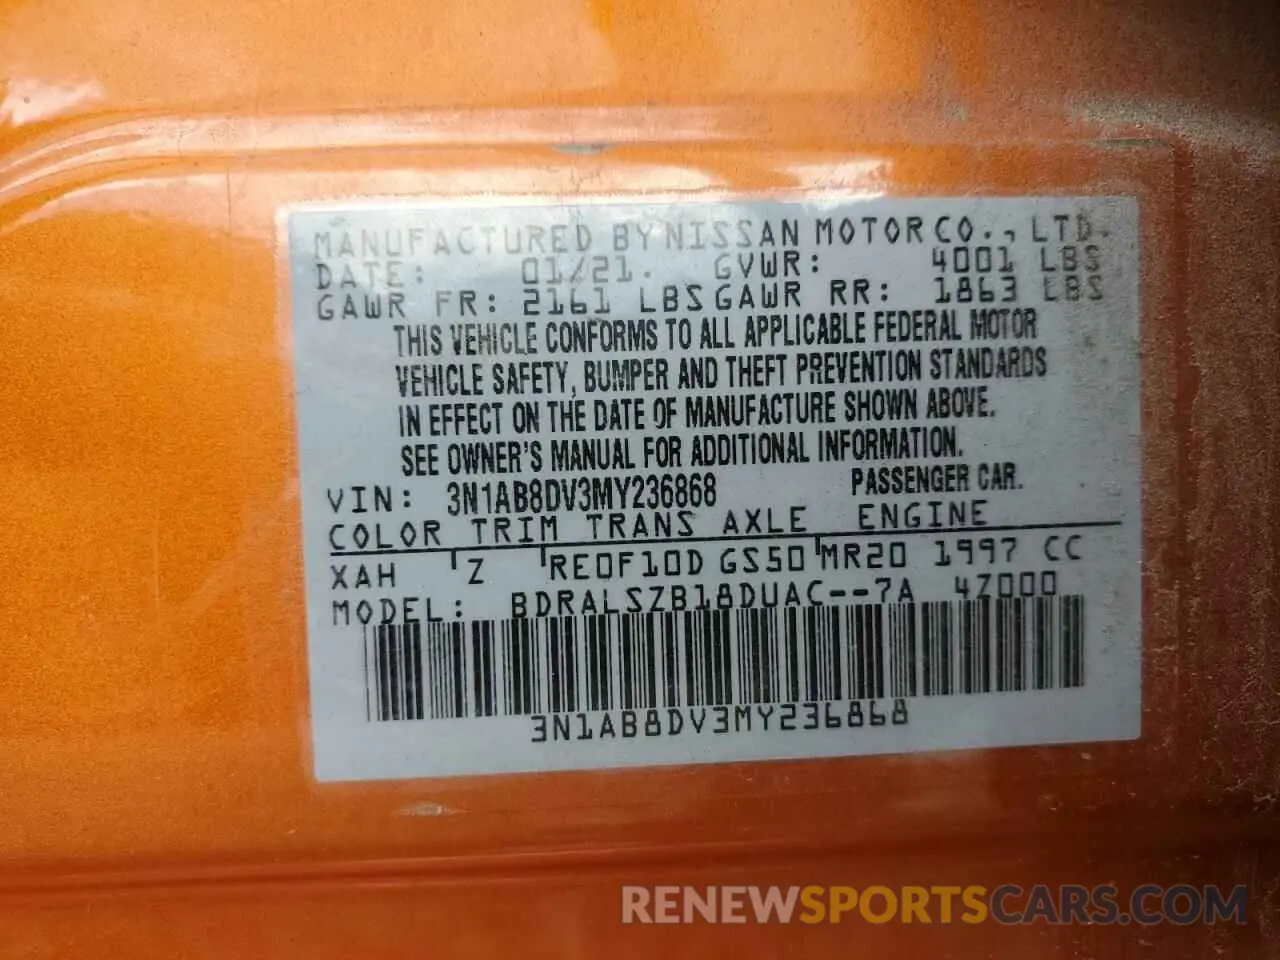 MANUFACTURED BY NISSAN MOTOR CO., LTD.
DATE: 01/21. GVWR: 4001 LBS
GAWR FR: 2161 LBS GAWR RR: 1863 LBS
THIS VEHICLE CONFORMS TO ALL APPLICABLE FEDERAL MOTOR
VEHICLE SAFETY, BUMPER AND THEFT PREVENTION STANDARDS
IN EFFECT ON THE DATE OF MANUFACTURE SHOWN ABOVE.
SEE OWNER'S MANUAL FOR ADDITIONAL INFORMATION.
VIN: 3N1AB8DV3MY236868 PASSENGER CAR.
COLOR TRIM TRANS AXLE ENGINE
XAH Z RE0F10D GS50 MR20 1997 CC
MODEL: BDRALSZB18DUAC--7A 4Z000
3N1AB8DV3MY236868
RENEWSPORTSCARS.COM